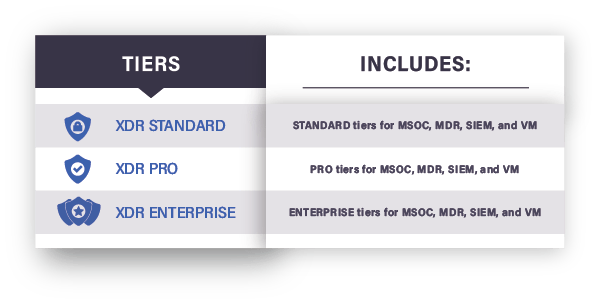 TIERS
INCLUDES:
XDR STANDARD
STANDARD tiers for MSOC, MDR, SIEM, and VM
XDR PRO
PRO tiers for MSOC, MDR, SIEM, and VM
XDR ENTERPRISE
ENTERPRISE tiers for MSOC, MDR, SIEM, and VM